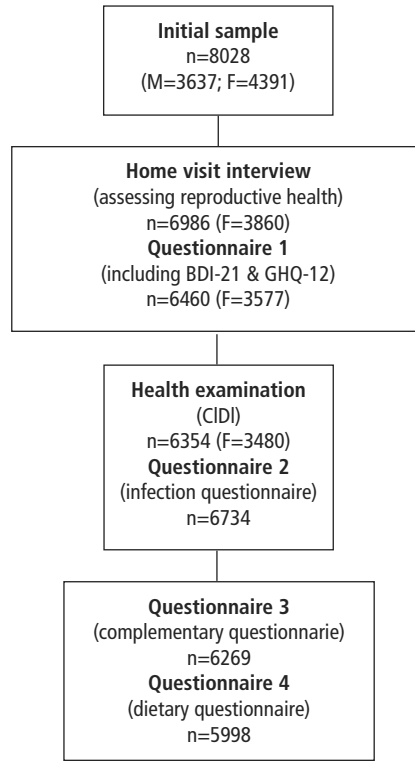 Initial sample
n=8028
(M=3637; F=4391)
Home visit interview
(assessing reproductive health)
n=6986 (F=3860)
Questionnaire 1
(including BDI-21 & GHQ-12)
n=6460 (F=3577)
Health examination
(CIDI)
n=6354 (F=3480)
Questionnaire 2
(infection questionnaire)
n=6734
Questionnaire 3
(complementary questionnarie)
n=6269
Questionnaire 4
(dietary questionnaire)
n=5998